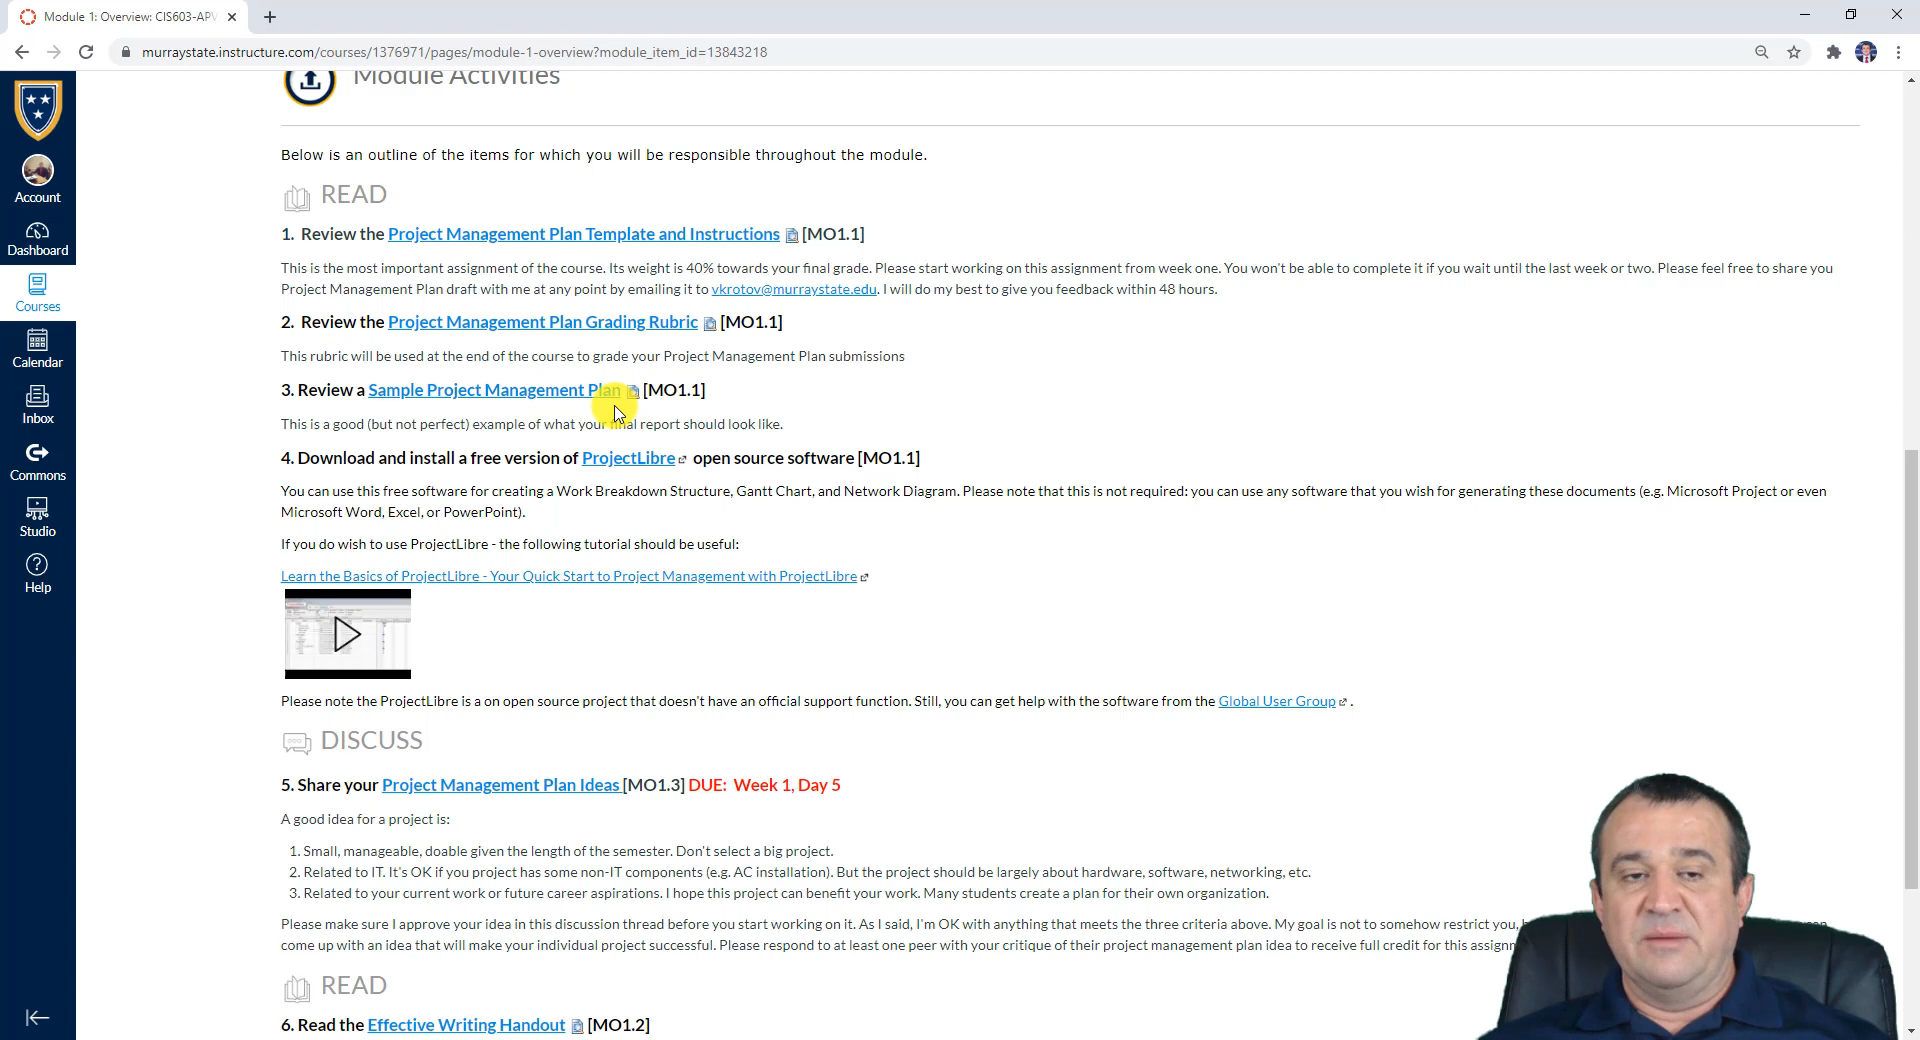 Module 1: Overview: CIS603-APV
murraystate.instructure.com/courses/1376971/pages/module-1-overview?module_item_id=13843218
Account
Dashboard
Courses
Calendar
Inbox
Commons
Studio
Help
Module Activities
Below is an outline of the items for which you will be responsible throughout the module.
READ
1. Review the Project Management Plan Template and Instructions [MO1.1]
This is the most important assignment of the course. Its weight is 40% towards your final grade. Please start working on this assignment from week one. You won't be able to complete it if you wait until the last week or two. Please feel free to share you
Project Management Plan draft with me at any point by emailing it to vkrotov@murraystate.edu. I will do my best to give you feedback within 48 hours.
2. Review the Project Management Plan Grading Rubric [MO1.1]
This rubric will be used at the end of the course to grade your Project Management Plan submissions
3. Review a Sample Project Management Plan [MO1.1]
This is a good (but not perfect) example of what your final report should look like.
4. Download and install a free version of ProjectLibre open source software [MO1.1]
You can use this free software for creating a Work Breakdown Structure, Gantt Chart, and Network Diagram. Please note that this is not required: you can use any software that you wish for generating these documents (e.g. Microsoft Project or even
Microsoft Word, Excel, or PowerPoint).
If you do wish to use ProjectLibre - the following tutorial should be useful:
Learn the Basics of ProjectLibre - Your Quick Start to Project Management with ProjectLibre
Please note the ProjectLibre is a on open source project that doesn't have an official support function. Still, you can get help with the software from the Global User Group .
DISCUSS
5. Share your Project Management Plan Ideas [MO1.3] DUE: Week 1, Day 5
A good idea for a project is:
1. Small, manageable, doable given the length of the semester. Don't select a big project.
2. Related to IT. It's OK if you project has some non-IT components (e.g. AC installation). But the project should be largely about hardware, software, networking, etc.
3. Related to your current work or future career aspirations. I hope this project can benefit your work. Many students create a plan for their own organization.
Please make sure I approve your idea in this discussion thread before you start working on it. As I said, I'm OK with anything that meets the three criteria above. My goal is not to somehow restrict you,
come up with an idea that will make your individual project successful. Please respond to at least one peer with your critique of their project management plan idea to receive full credit for this
READ
6. Read the Effective Writing Handout [MO1.2]